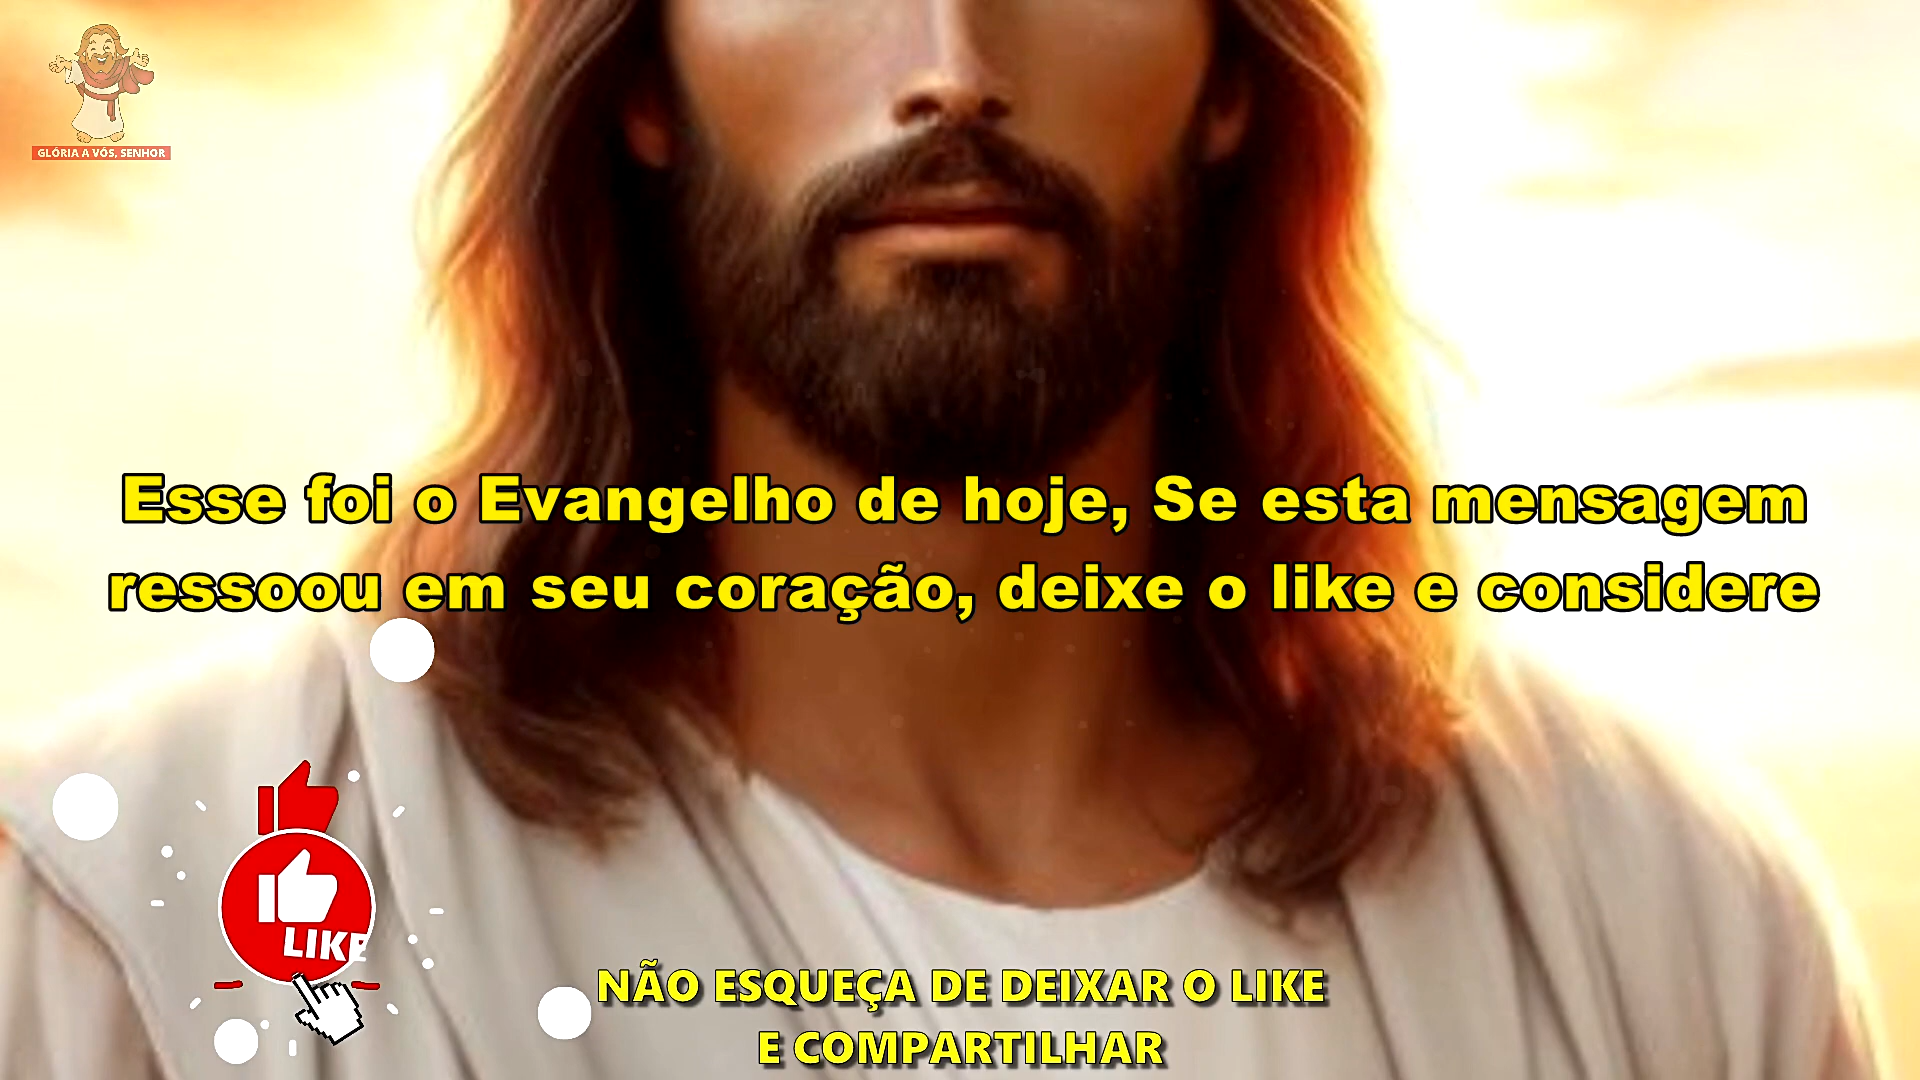 GLÓRIA A VÓS, SENHOR
Esse foi o Evangelho de hoje, Se esta mensagem
ressoou em seu coração, deixe o like e considere
LIKE
NÃO ESQUEÇA DE DEIXAR O LIKE
E COMPARTILHAR